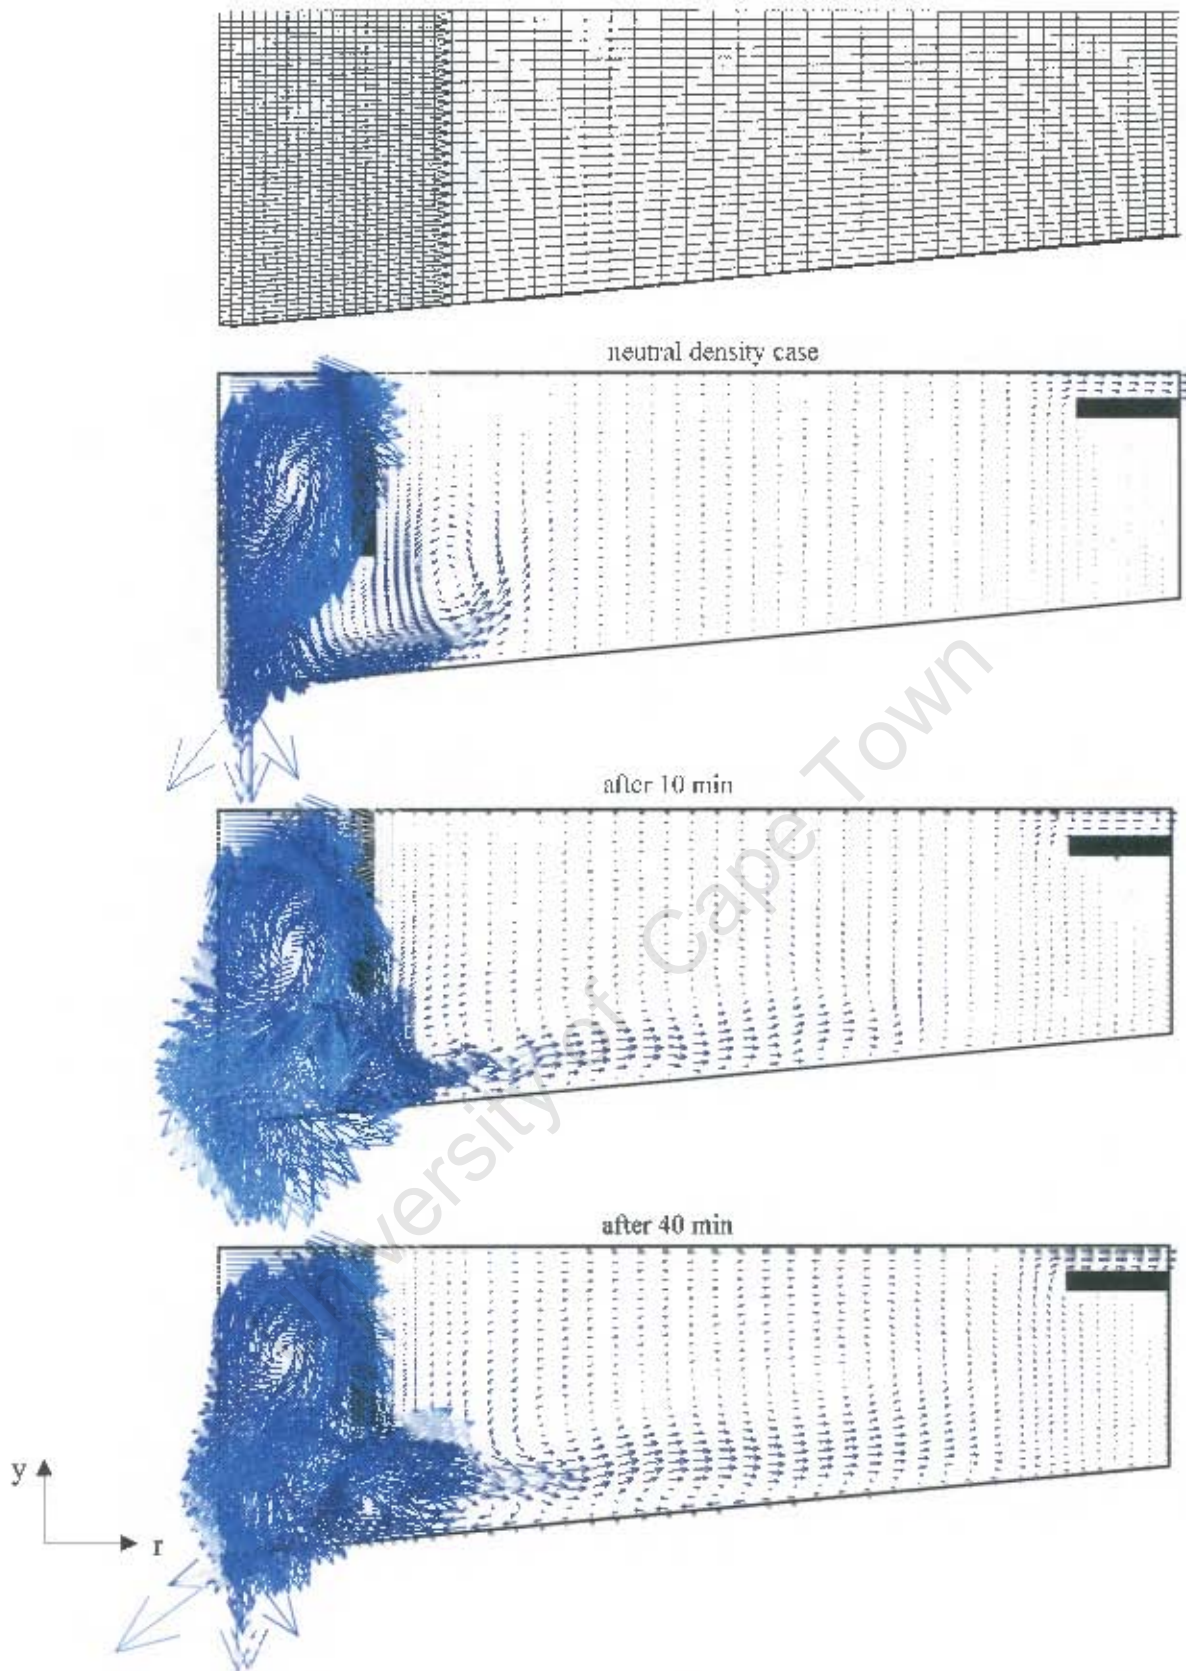 neutral density case
after 10 min
University of Cape Town
after 40 min
y
r